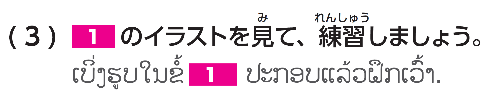 (3) 1 のイラストを見て、練習しましょう。
ເບິ່ງຮູບໃນຂໍ້ 1 ປະກອບແລ້ວຝຶກເວົ້າ.